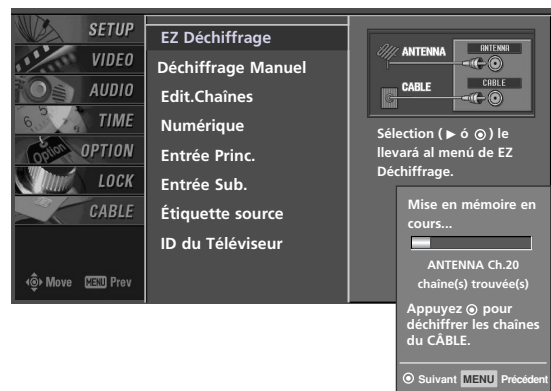 SETUP
VIDEO
AUDIO
TIME
Option OPTION
LOCK
CABLE
Move MENU Prev
EZ Déchiffrage
Déchiffrage Manuel
Edit.Chaînes
Numérique
Entrée Princ.
Entrée Sub.
Étiquette source
ID du Téléviseur
ANTENNA ANTENNA
CABLE CABLE
Sélection ( ► ó ◉ ) le
llevará al menú de EZ
Déchiffrage.
Mise en mémoire en
cours...
ANTENNA Ch.20
chaîne(s) trouvée(s)
Appuyez ◉ pour
déchiffrer les chaînes
du CÂBLE.
◉ Suivant MENU Précédent